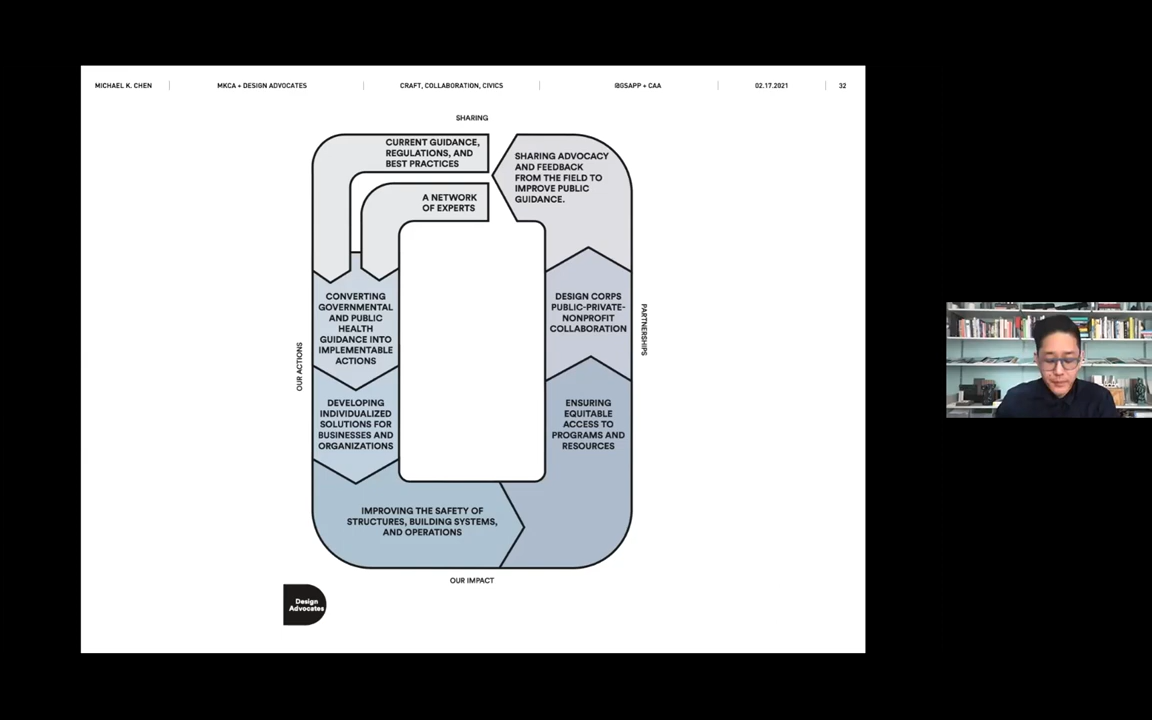 MICHAEL K. CHEN
MKCA + DESIGN ADVOCATES
CRAFT, COLLABORATION, CIVICS
@GSAPP + CAA
02.17.2021
32
SHARING
CURRENT GUIDANCE,
REGULATIONS, AND
BEST PRACTICES
A NETWORK
OF EXPERTS
SHARING ADVOCACY
AND FEEDBACK
FROM THE FIELD TO
IMPROVE PUBLIC
GUIDANCE.
OUR ACTIONS
CONVERTING
GOVERNMENTAL
AND PUBLIC
HEALTH
GUIDANCE INTO
IMPLEMENTABLE
ACTIONS
DESIGN CORPS
PUBLIC-PRIVATE-
NONPROFIT
COLLABORATION
PARTNERSHIPS
DEVELOPING
INDIVIDUALIZED
SOLUTIONS FOR
BUSINESSES AND
ORGANIZATIONS
ENSURING
EQUITABLE
ACCESS TO
PROGRAMS AND
RESOURCES
IMPROVING THE SAFETY OF
STRUCTURES, BUILDING SYSTEMS,
AND OPERATIONS
OUR IMPACT
Design
Advocates